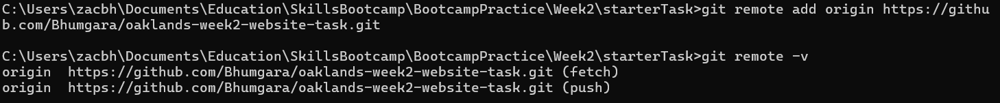 C:\Users\zacbh\Documents\Education\SkillsBootcamp\BootcampPractice\Week2\starterTask>git remote add origin https://githu
b.com/Bhumgara/oaklands-week2-website-task.git
C:\Users\zacbh\Documents\Education\SkillsBootcamp\BootcampPractice\Week2\starterTask>git remote -v
origin  https://github.com/Bhumgara/oaklands-week2-website-task.git (fetch)
origin  https://github.com/Bhumgara/oaklands-week2-website-task.git (push)